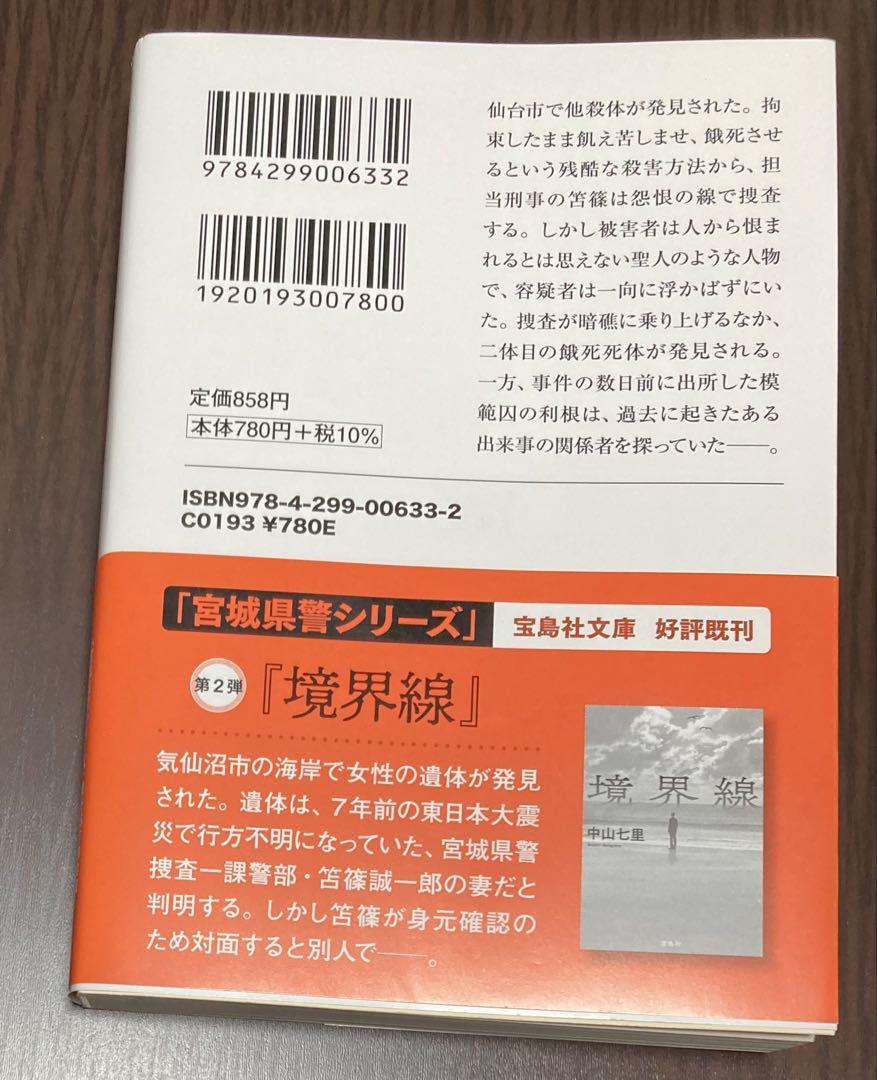 9784299006332
1920193007800
定価858円
本体780円＋税10%
ISBN978-4-299-00633-2
C0193 ¥780E
仙台市で他殺体が発見された。拘
束したまま飢え苦しませ、餓死させ
るという残酷な殺害方法から、担
当刑事の笘篠は怨恨の線で捜査
する。しかし被害者は人から恨ま
れるとは思えない聖人のような人物
で、容疑者は一向に浮かばずにい
た。捜査が暗礁に乗り上げるなか、
二体目の餓死死体が発見される。
一方、事件の数日前に出所した模
範囚の利根は、過去に起きたある
出来事の関係者を探っていた――。
「宮城県警シリーズ」
宝島社文庫 好評既刊
第2弾
『境界線』
気仙沼市の海岸で女性の遺体が発見
された。遺体は、7年前の東日本大震
災で行方不明になっていた、宮城県警
捜査一課警部・笘篠誠一郎の妻だと
判明する。しかし笘篠が身元確認の
ため対面すると別人で――。
境界線
中山七里
宝島社